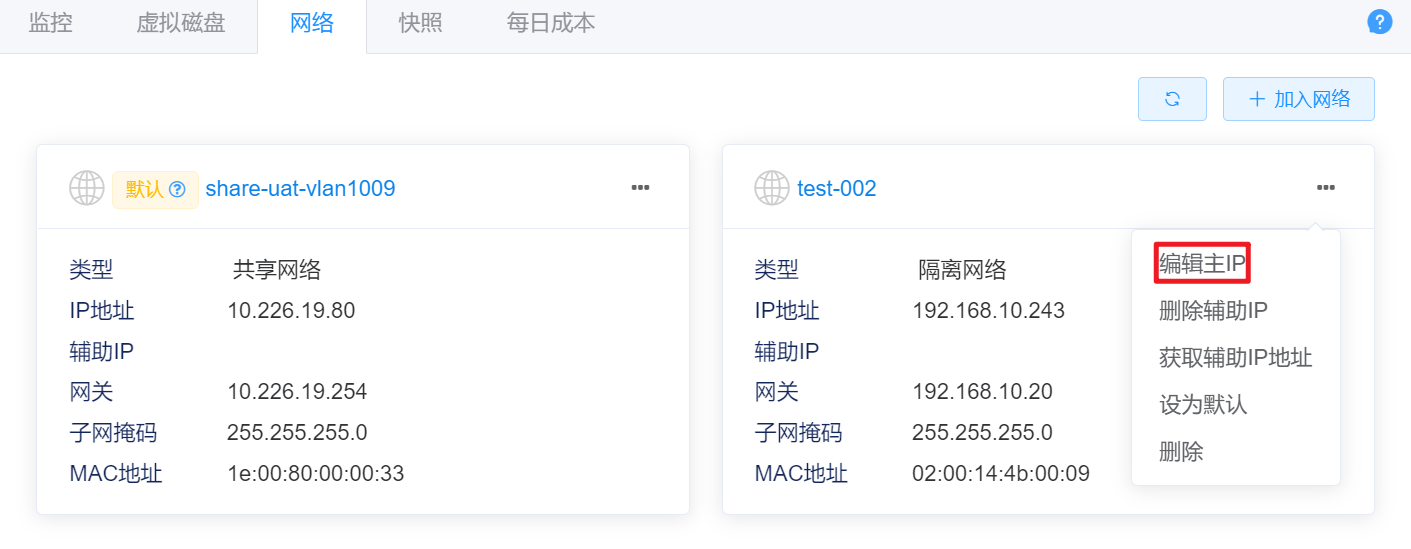 监控 虚拟磁盘 网络 快照 每日成本
加入网络
默认 share-uat-vlan1009
类型 共享网络
IP地址 10.226.19.80
辅助IP
网关 10.226.19.254
子网掩码 255.255.255.0
MAC地址 1e:00:80:00:00:33
test-002
类型 隔离网络
IP地址 192.168.10.243
辅助IP
网关 192.168.10.20
子网掩码 255.255.255.0
MAC地址 02:00:14:4b:00:09
编辑主IP
删除辅助IP
获取辅助IP地址
设为默认
删除